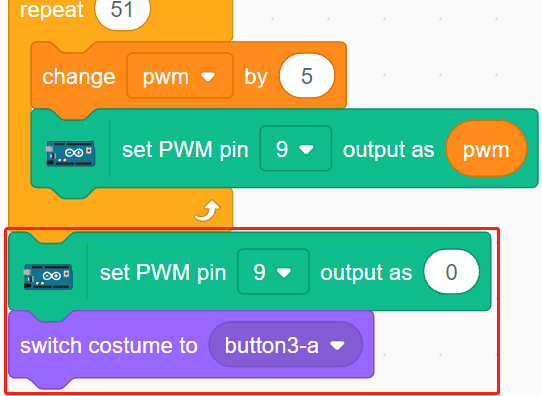 repeat 51
change pwm by 5
set PWM pin 9 output as pwm
set PWM pin 9 output as 0
switch costume to button3-a